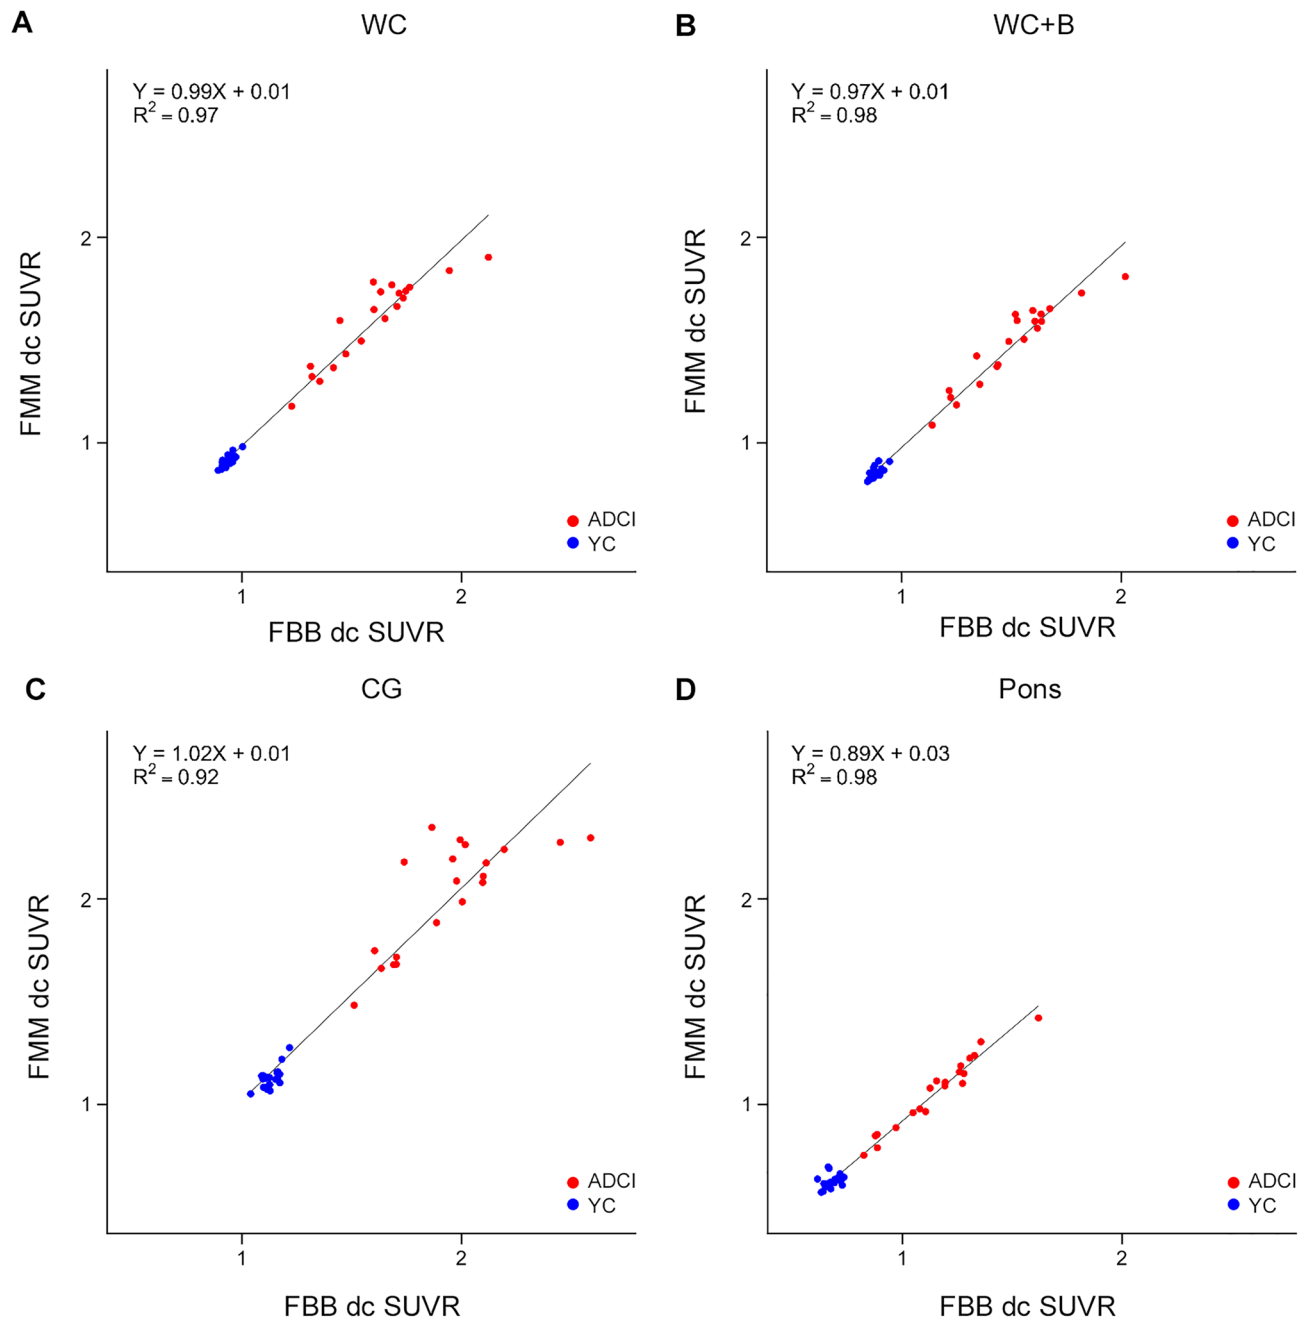 A
WC
Y = 0.99X + 0.01
R² = 0.97
2
1
FMM dc SUVR
ADCI
YC
1
2
FBB dc SUVR
B
WC+B
Y = 0.97X + 0.01
R² = 0.98
2
1
FMM dc SUVR
ADCI
YC
1
2
FBB dc SUVR
C
CG
Y = 1.02X + 0.01
R² = 0.92
2
1
FMM dc SUVR
ADCI
YC
1
2
FBB dc SUVR
D
Pons
Y = 0.89X + 0.03
R² = 0.98
2
1
FMM dc SUVR
ADCI
YC
1
2
FBB dc SUVR